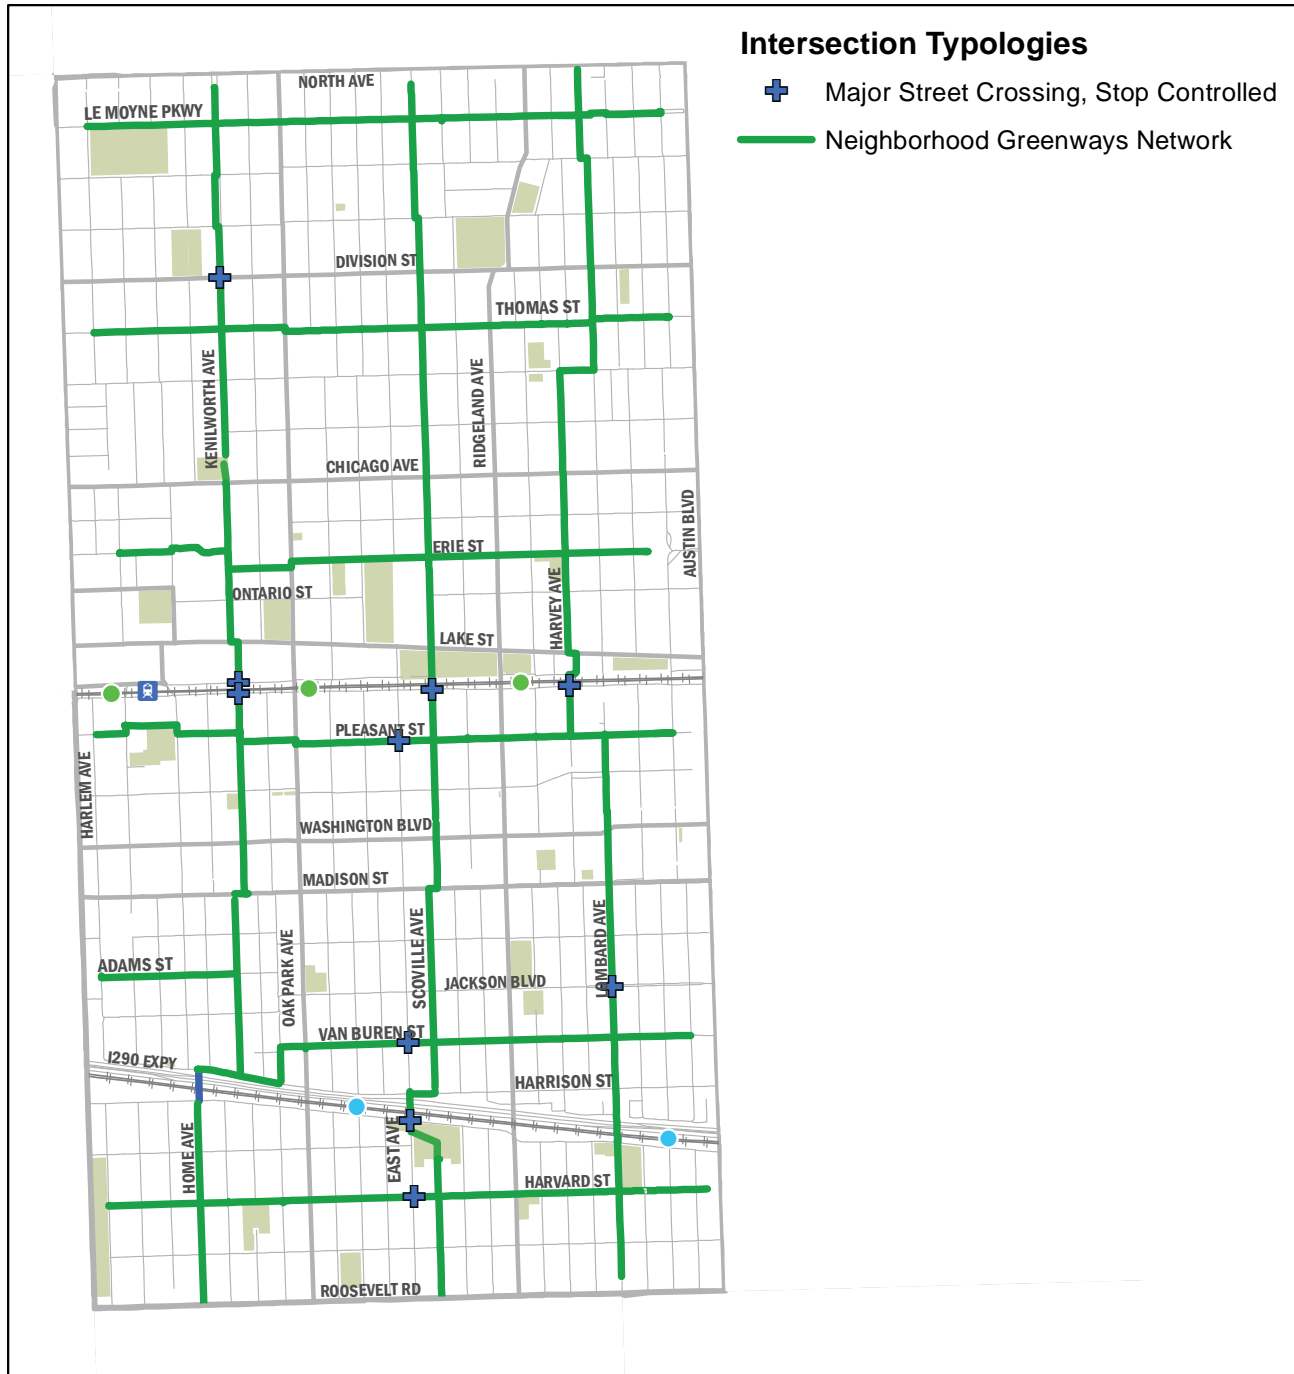 Intersection Typologies
Major Street Crossing, Stop Controlled
Neighborhood Greenways Network
NORTH AVE
LE MOYNE PKWY
DIVISION ST
THOMAS ST
KENILWORTH AVE
RIDGELAND AVE
CHICAGO AVE
AUSTIN BLVD
ERIE ST
HARVEY AVE
ONTARIO ST
LAKE ST
PLEASANT ST
HARLEM AVE
WASHINGTON BLVD
MADISON ST
LOMBARD AVE
SCOVILLE AVE
OAK PARK AVE
ADAMS ST
JACKSON BLVD
VAN BUREN ST
I290 EXPY
HARRISON ST
EAST AVE
HOME AVE
HARVARD ST
ROOSEVELT RD